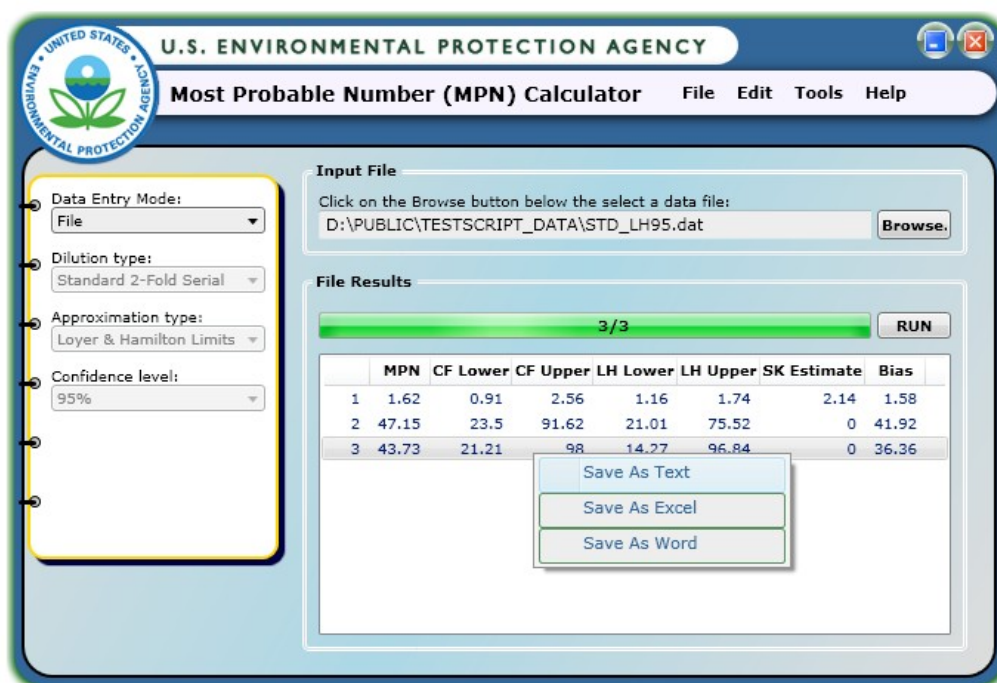 UNITED STATES
ENVIRONMENTAL PROTECTION AGENCY
U.S. ENVIRONMENTAL PROTECTION AGENCY
Most Probable Number (MPN) Calculator File Edit Tools Help
Data Entry Mode:
File
Dilution type:
Standard 2-Fold Serial
Approximation type:
Loyer & Hamilton Limits
Confidence level:
95%
Input File
Click on the Browse button below the select a data file:
D:\PUBLIC\TESTSCRIPT_DATA\STD_LH95.dat Browse.
File Results
3/3 RUN
MPN CF Lower CF Upper LH Lower LH Upper SK Estimate Bias
1 1.62 0.91 2.56 1.16 1.74 2.14 1.58
2 47.15 23.5 91.62 21.01 75.52 0 41.92
3 43.73 21.21 98 14.27 96.84 0 36.36
Save As Text
Save As Excel
Save As Word